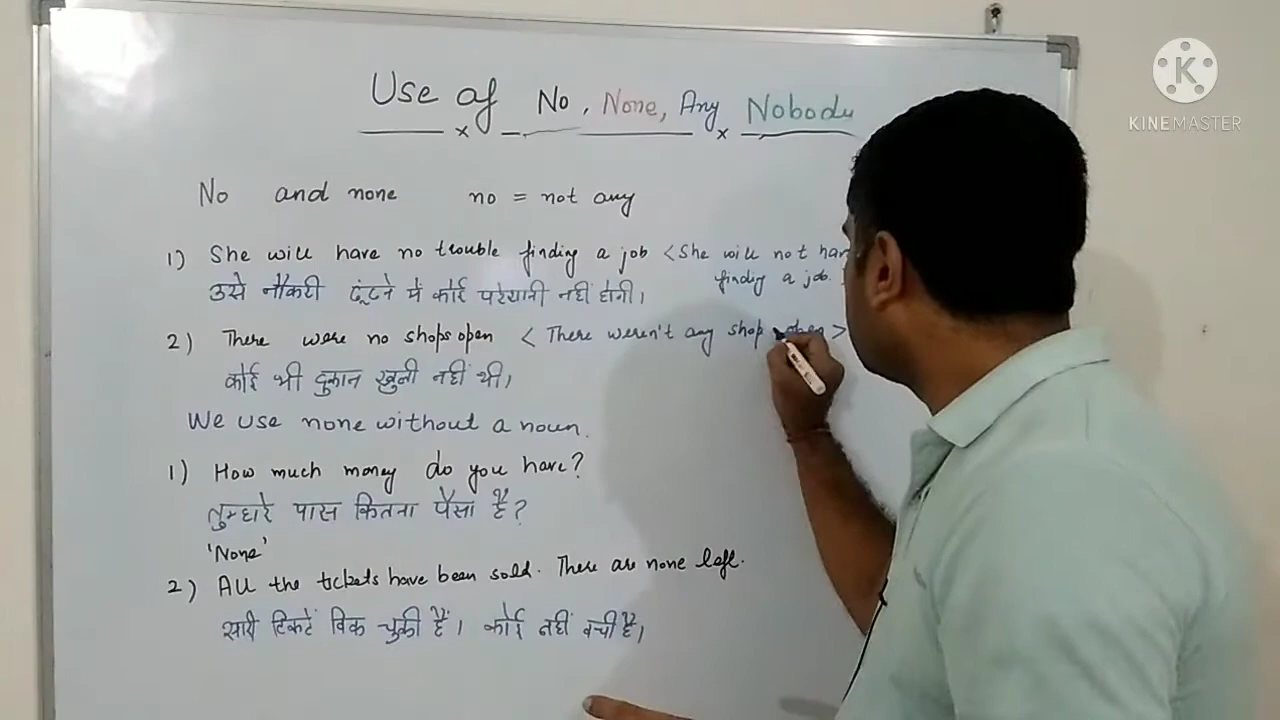 Use of No, None, Any Nobody
No and none no = not any
1) She will have no trouble finding a job <She will not
उसे नौकरी ढूंढने में कोई परेशानी नहीं होगी। finding a job.
2) There were no shops open < There weren't any shop open >
कोई भी दुकान खुली नहीं थी।
We use none without a noun.
1) How much money do you have?
तुम्हारे पास कितना पैसा है?
'None'
2) All the tickets have been sold. There are none left.
सारी टिकटें बिक चुकी हैं। कोई नहीं बची है।
KINEMASTER